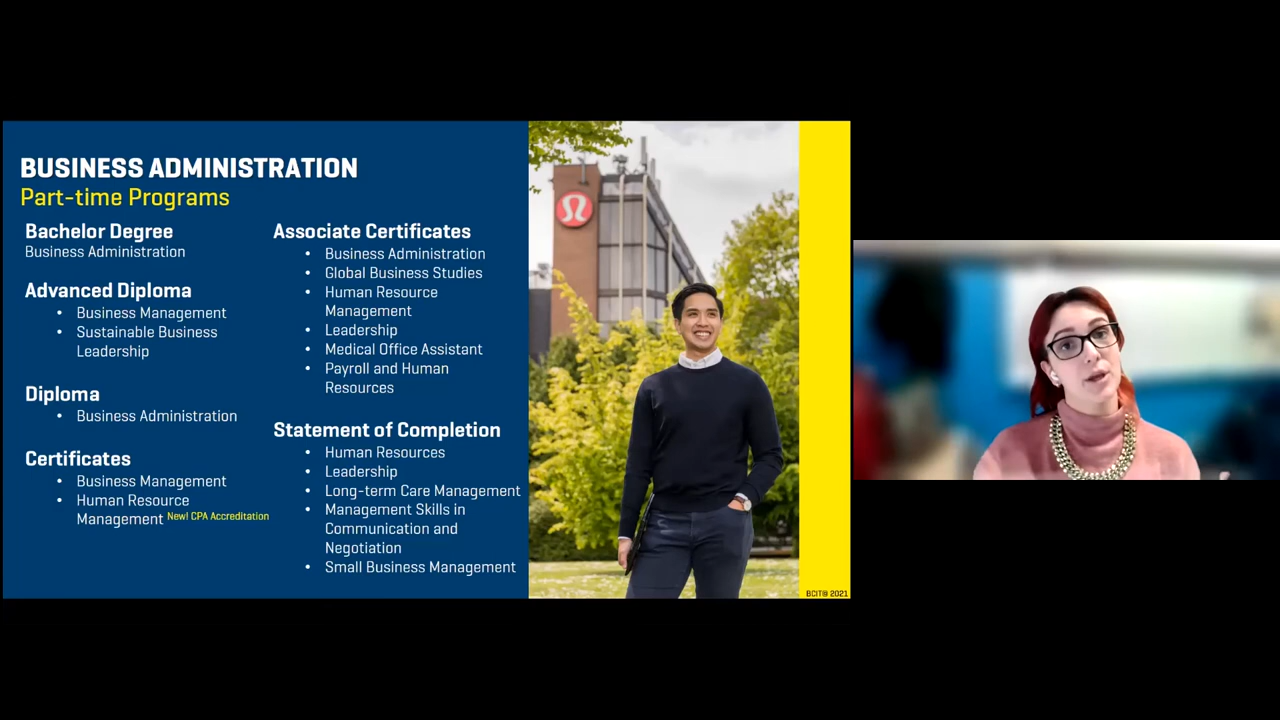 BUSINESS ADMINISTRATION
Part-time Programs
Bachelor Degree
Business Administration
Advanced Diploma
• Business Management
• Sustainable Business
Leadership
Diploma
• Business Administration
Certificates
• Business Management
• Human Resource
Management New! CPA Accreditation
Associate Certificates
• Business Administration
• Global Business Studies
• Human Resource
Management
• Leadership
• Medical Office Assistant
• Payroll and Human
Resources
Statement of Completion
• Human Resources
• Leadership
• Long-term Care Management
• Management Skills in
Communication and
Negotiation
• Small Business Management
BCIT® 2021